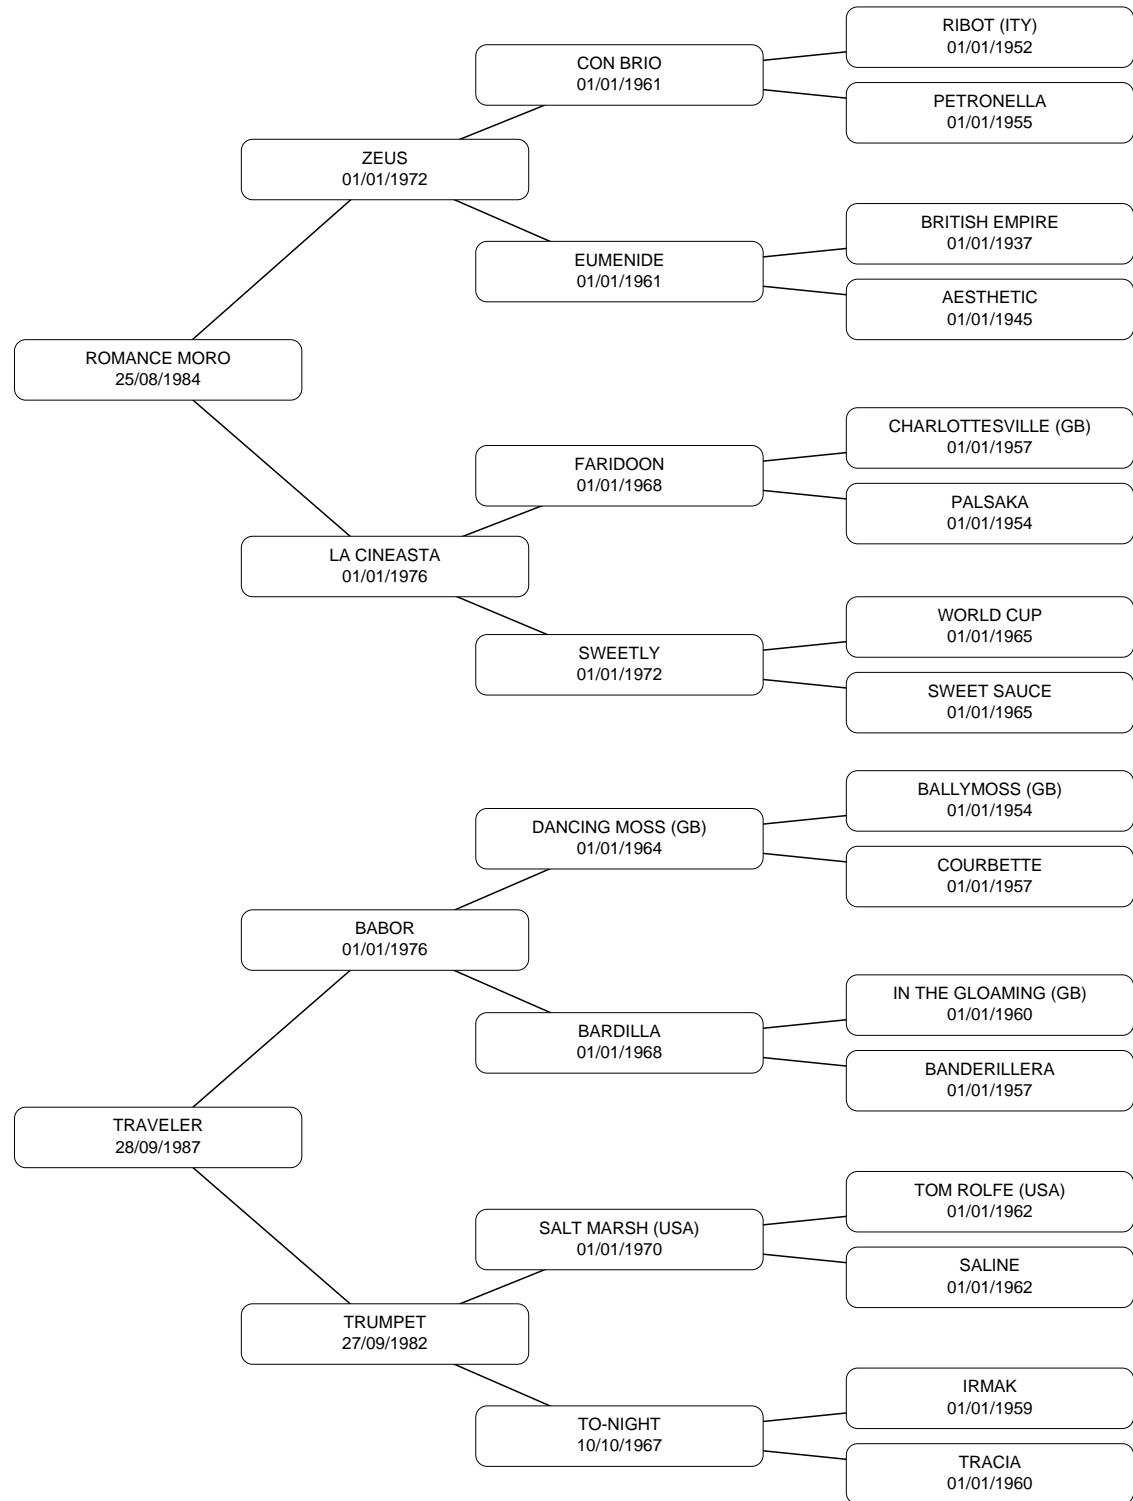 RIBOT (ITY)
01/01/1952
CON BRIO
01/01/1961
PETRONELLA
01/01/1955
ZEUS
01/01/1972
BRITISH EMPIRE
01/01/1937
EUMENIDE
01/01/1961
AESTHETIC
01/01/1945
ROMANCE MORO
25/08/1984
CHARLOTTESVILLE (GB)
01/01/1957
FARIDOON
01/01/1968
PALSAKA
01/01/1954
LA CINEASTA
01/01/1976
WORLD CUP
01/01/1965
SWEETLY
01/01/1972
SWEET SAUCE
01/01/1965
BALLYMOSS (GB)
01/01/1954
DANCING MOSS (GB)
01/01/1964
COURBETTE
01/01/1957
BABOR
01/01/1976
IN THE GLOAMING (GB)
01/01/1960
BARDILLA
01/01/1968
BANDERILLERA
01/01/1957
TRAVELER
28/09/1987
TOM ROLFE (USA)
01/01/1962
SALT MARSH (USA)
01/01/1970
SALINE
01/01/1962
TRUMPET
27/09/1982
IRMAK
01/01/1959
TO-NIGHT
10/10/1967
TRACIA
01/01/1960